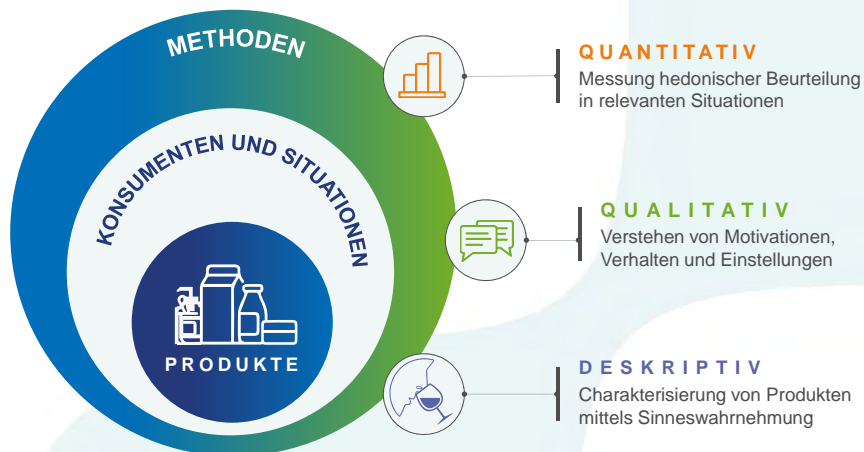 METHODEN
KONSUMENTEN UND SITUATIONEN
PRODUKTE
QUANTITATIV
Messung hedonischer Beurteilung
in relevanten Situationen
QUALITATIV
Verstehen von Motivationen,
Verhalten und Einstellungen
DESKRIPTIV
Charakterisierung von Produkten
mittels Sinneswahrnehmung